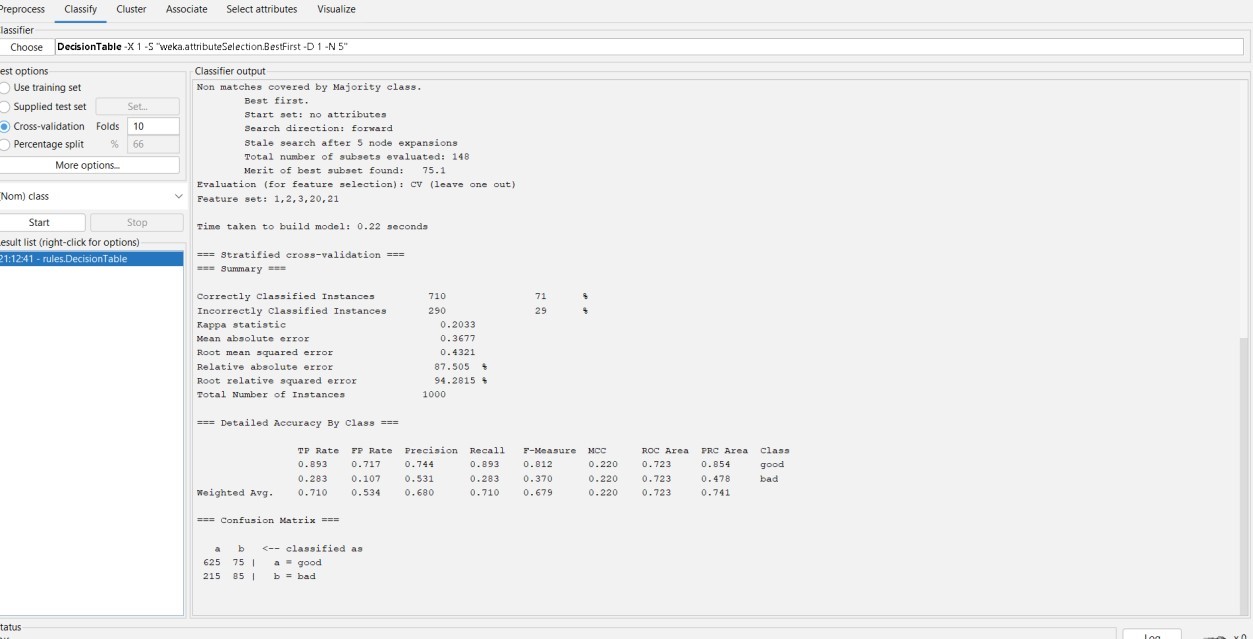 Preprocess Classify Cluster Associate Select attributes Visualize
lassifier
Choose DecisionTable -X 1 -S "weka.attributeSelection.BestFirst -D 1 -N 5"
est options
Use training set
Supplied test set Set...
Cross-validation Folds 10
Percentage split % 66
More options...
(Nom) class
Start Stop
esult list (right-click for options)
21:12:41 - rules.DecisionTable
Classifier output
Non matches covered by Majority class.
Best first.
Start set: no attributes
Search direction: forward
Stale search after 5 node expansions
Total number of subsets evaluated: 148
Merit of best subset found: 75.1
Evaluation (for feature selection): CV (leave one out)
Feature set: 1,2,3,20,21
Time taken to build model: 0.22 seconds
=== Stratified cross-validation ===
=== Summary ===
Correctly Classified Instances 710 71 %
Incorrectly Classified Instances 290 29 %
Kappa statistic 0.2033
Mean absolute error 0.3677
Root mean squared error 0.4321
Relative absolute error 87.505 %
Root relative squared error 94.2815 %
Total Number of Instances 1000
=== Detailed Accuracy By Class ===
TP Rate FP Rate Precision Recall F-Measure MCC ROC Area PRC Area Class
0.893 0.717 0.744 0.893 0.812 0.220 0.723 0.854 good
0.283 0.107 0.531 0.283 0.370 0.220 0.723 0.478 bad
Weighted Avg. 0.710 0.534 0.680 0.710 0.679 0.220 0.723 0.741
=== Confusion Matrix ===
a b <-- classified as
625 75 | a = good
215 85 | b = bad
tatus
Log x 0